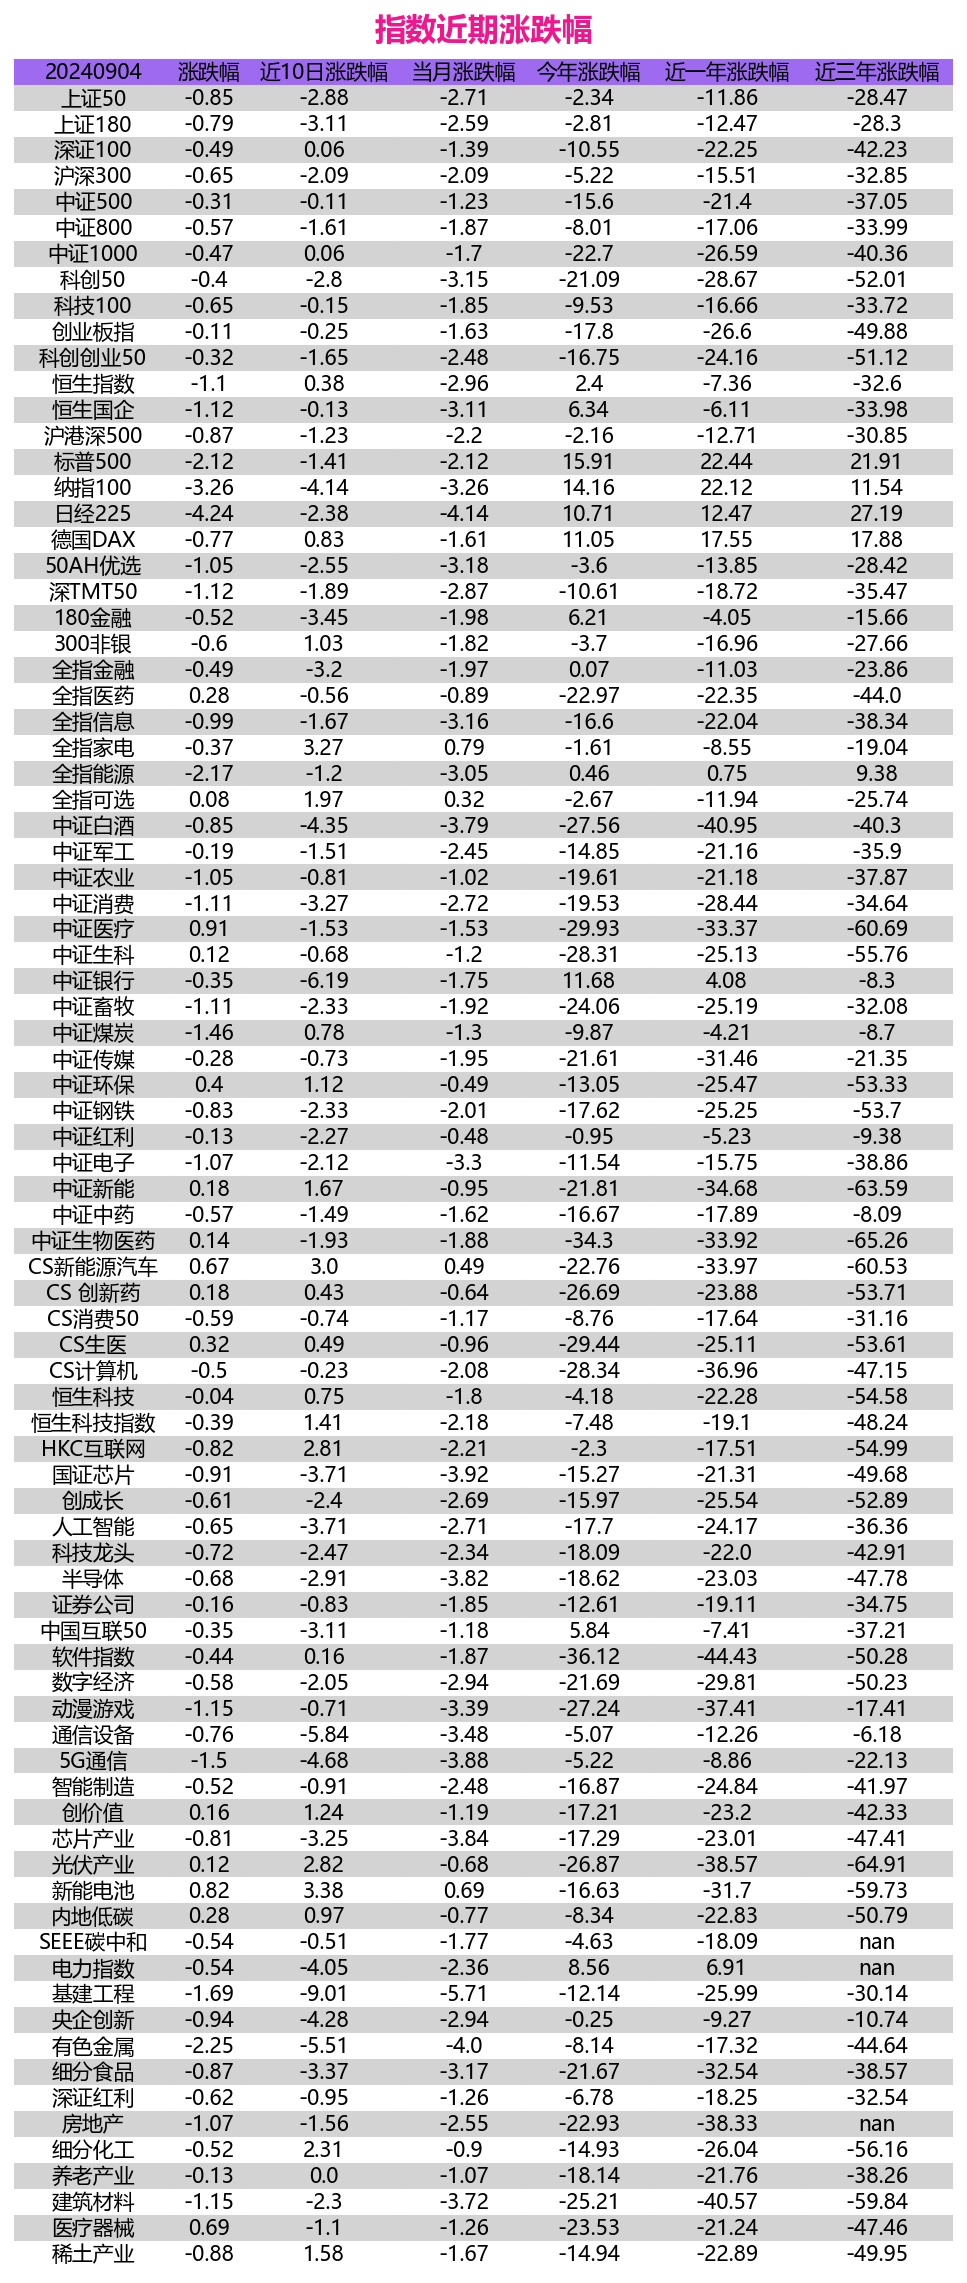 指数近期涨跌幅
20240904 涨跌幅 近10日涨跌幅 当月涨跌幅 今年涨跌幅 近一年涨跌幅 近三年涨跌幅
上证50 -0.85 -2.88 -2.71 -2.34 -11.86 -28.47
上证180 -0.79 -3.11 -2.59 -2.81 -12.47 -28.3
深证100 -0.49 0.06 -1.39 -10.55 -22.25 -42.23
沪深300 -0.65 -2.09 -2.09 -5.22 -15.51 -32.85
中证500 -0.31 -0.11 -1.23 -15.6 -21.4 -37.05
中证800 -0.57 -1.61 -1.87 -8.01 -17.06 -33.99
中证1000 -0.47 0.06 -1.7 -22.7 -26.59 -40.36
科创50 -0.4 -2.8 -3.15 -21.09 -28.67 -52.01
科技100 -0.65 -0.15 -1.85 -9.53 -16.66 -33.72
创业板指 -0.11 -0.25 -1.63 -17.8 -26.6 -49.88
科创创业50 -0.32 -1.65 -2.48 -16.75 -24.16 -51.12
恒生指数 -1.1 0.38 -2.96 2.4 -7.36 -32.6
恒生国企 -1.12 -0.13 -3.11 6.34 -6.11 -33.98
沪港深500 -0.87 -1.23 -2.2 -2.16 -12.71 -30.85
标普500 -2.12 -1.41 -2.12 15.91 22.44 21.91
纳指100 -3.26 -4.14 -3.26 14.16 22.12 11.54
日经225 -4.24 -2.38 -4.14 10.71 12.47 27.19
德国DAX -0.77 0.83 -1.61 11.05 17.55 17.88
50AH优选 -1.05 -2.55 -3.18 -3.6 -13.85 -28.42
深TMT50 -1.12 -1.89 -2.87 -10.61 -18.72 -35.47
180金融 -0.52 -3.45 -1.98 6.21 -4.05 -15.66
300非银 -0.6 1.03 -1.82 -3.7 -16.96 -27.66
全指金融 -0.49 -3.2 -1.97 0.07 -11.03 -23.86
全指医药 0.28 -0.56 -0.89 -22.97 -22.35 -44.0
全指信息 -0.99 -1.67 -3.16 -16.6 -22.04 -38.34
全指家电 -0.37 3.27 0.79 -1.61 -8.55 -19.04
全指能源 -2.17 -1.2 -3.05 0.46 0.75 9.38
全指可选 0.08 1.97 0.32 -2.67 -11.94 -25.74
中证白酒 -0.85 -4.35 -3.79 -27.56 -40.95 -40.3
中证军工 -0.19 -1.51 -2.45 -14.85 -21.16 -35.9
中证农业 -1.05 -0.81 -1.02 -19.61 -21.18 -37.87
中证消费 -1.11 -3.27 -2.72 -19.53 -28.44 -34.64
中证医疗 0.91 -1.53 -1.53 -29.93 -33.37 -60.69
中证生科 0.12 -0.68 -1.2 -28.31 -25.13 -55.76
中证银行 -0.35 -6.19 -1.75 11.68 4.08 -8.3
中证畜牧 -1.11 -2.33 -1.92 -24.06 -25.19 -32.08
中证煤炭 -1.46 0.78 -1.3 -9.87 -4.21 -8.7
中证传媒 -0.28 -0.73 -1.95 -21.61 -31.46 -21.35
中证环保 0.4 1.12 -0.49 -13.05 -25.47 -53.33
中证钢铁 -0.83 -2.33 -2.01 -17.62 -25.25 -53.7
中证红利 -0.13 -2.27 -0.48 -0.95 -5.23 -9.38
中证电子 -1.07 -2.12 -3.3 -11.54 -15.75 -38.86
中证新能 0.18 1.67 -0.95 -21.81 -34.68 -63.59
中证中药 -0.57 -1.49 -1.62 -16.67 -17.89 -8.09
中证生物医药 0.14 -1.93 -1.88 -34.3 -33.92 -65.26
CS新能源汽车 0.67 3.0 0.49 -22.76 -33.97 -60.53
CS 创新药 0.18 0.43 -0.64 -26.69 -23.88 -53.71
CS消费50 -0.59 -0.74 -1.17 -8.76 -17.64 -31.16
CS生医 0.32 0.49 -0.96 -29.44 -25.11 -53.61
CS计算机 -0.5 -0.23 -2.08 -28.34 -36.96 -47.15
恒生科技 -0.04 0.75 -1.8 -4.18 -22.28 -54.58
恒生科技指数 -0.39 1.41 -2.18 -7.48 -19.1 -48.24
HKC互联网 -0.82 2.81 -2.21 -2.3 -17.51 -54.99
国证芯片 -0.91 -3.71 -3.92 -15.27 -21.31 -49.68
创成长 -0.61 -2.4 -2.69 -15.97 -25.54 -52.89
人工智能 -0.65 -3.71 -2.71 -17.7 -24.17 -36.36
科技龙头 -0.72 -2.47 -2.34 -18.09 -22.0 -42.91
半导体 -0.68 -2.91 -3.82 -18.62 -23.03 -47.78
证券公司 -0.16 -0.83 -1.85 -12.61 -19.11 -34.75
中国互联50 -0.35 -3.11 -1.18 5.84 -7.41 -37.21
软件指数 -0.44 0.16 -1.87 -36.12 -44.43 -50.28
数字经济 -0.58 -2.05 -2.94 -21.69 -29.81 -50.23
动漫游戏 -1.15 -0.71 -3.39 -27.24 -37.41 -17.41
通信设备 -0.76 -5.84 -3.48 -5.07 -12.26 -6.18
5G通信 -1.5 -4.68 -3.88 -5.22 -8.86 -22.13
智能制造 -0.52 -0.91 -2.48 -16.87 -24.84 -41.97
创价值 0.16 1.24 -1.19 -17.21 -23.2 -42.33
芯片产业 -0.81 -3.25 -3.84 -17.29 -23.01 -47.41
光伏产业 0.12 2.82 -0.68 -26.87 -38.57 -64.91
新能电池 0.82 3.38 0.69 -16.63 -31.7 -59.73
内地低碳 0.28 0.97 -0.77 -8.34 -22.83 -50.79
SEEE碳中和 -0.54 -0.51 -1.77 -4.63 -18.09 nan
电力指数 -0.54 -4.05 -2.36 8.56 6.91 nan
基建工程 -1.69 -9.01 -5.71 -12.14 -25.99 -30.14
央企创新 -0.94 -4.28 -2.94 -0.25 -9.27 -10.74
有色金属 -2.25 -5.51 -4.0 -8.14 -17.32 -44.64
细分食品 -0.87 -3.37 -3.17 -21.67 -32.54 -38.57
深证红利 -0.62 -0.95 -1.26 -6.78 -18.25 -32.54
房地产 -1.07 -1.56 -2.55 -22.93 -38.33 nan
细分化工 -0.52 2.31 -0.9 -14.93 -26.04 -56.16
养老产业 -0.13 0.0 -1.07 -18.14 -21.76 -38.26
建筑材料 -1.15 -2.3 -3.72 -25.21 -40.57 -59.84
医疗器械 0.69 -1.1 -1.26 -23.53 -21.24 -47.46
稀土产业 -0.88 1.58 -1.67 -14.94 -22.89 -49.95